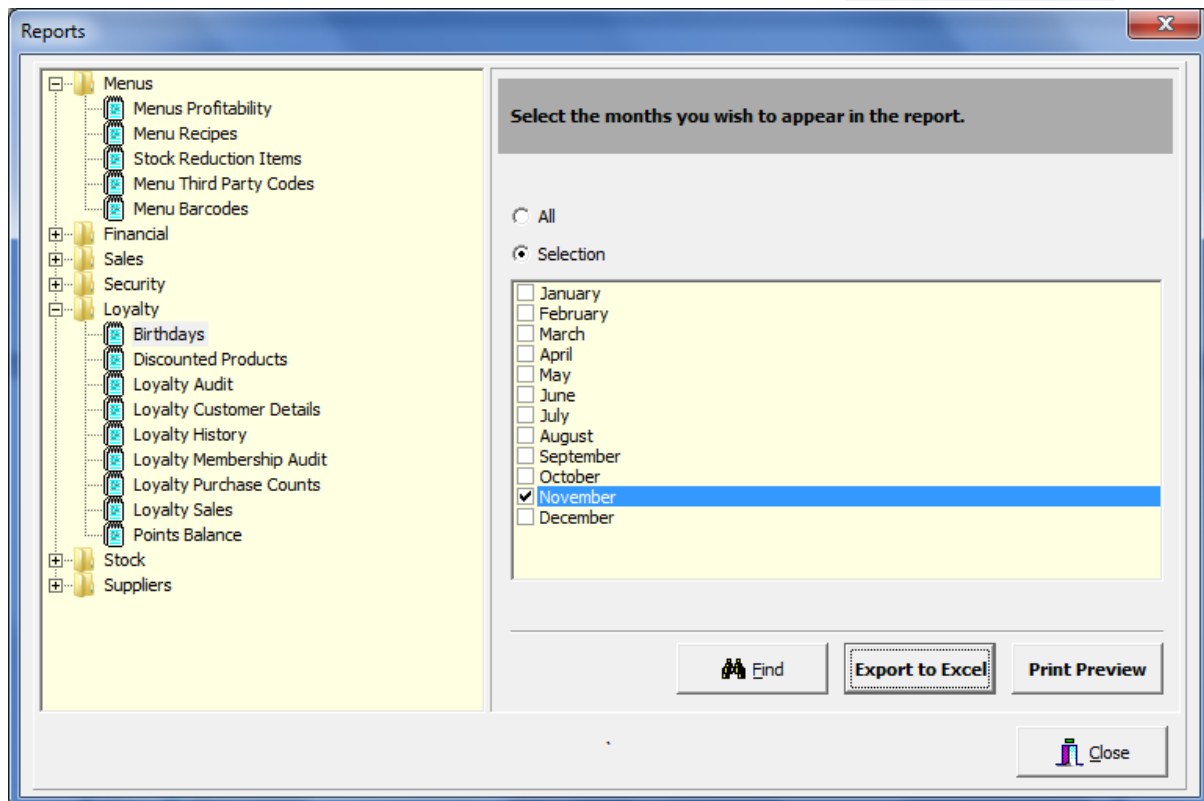 Reports
Menus
Menus Profitability
Menu Recipes
Stock Reduction Items
Menu Third Party Codes
Menu Barcodes
Financial
Sales
Security
Loyalty
Birthdays
Discounted Products
Loyalty Audit
Loyalty Customer Details
Loyalty History
Loyalty Membership Audit
Loyalty Purchase Counts
Loyalty Sales
Points Balance
Stock
Suppliers
Select the months you wish to appear in the report.
All
Selection
January
February
March
April
May
June
July
August
September
October
November
December
Find
Export to Excel
Print Preview
Close